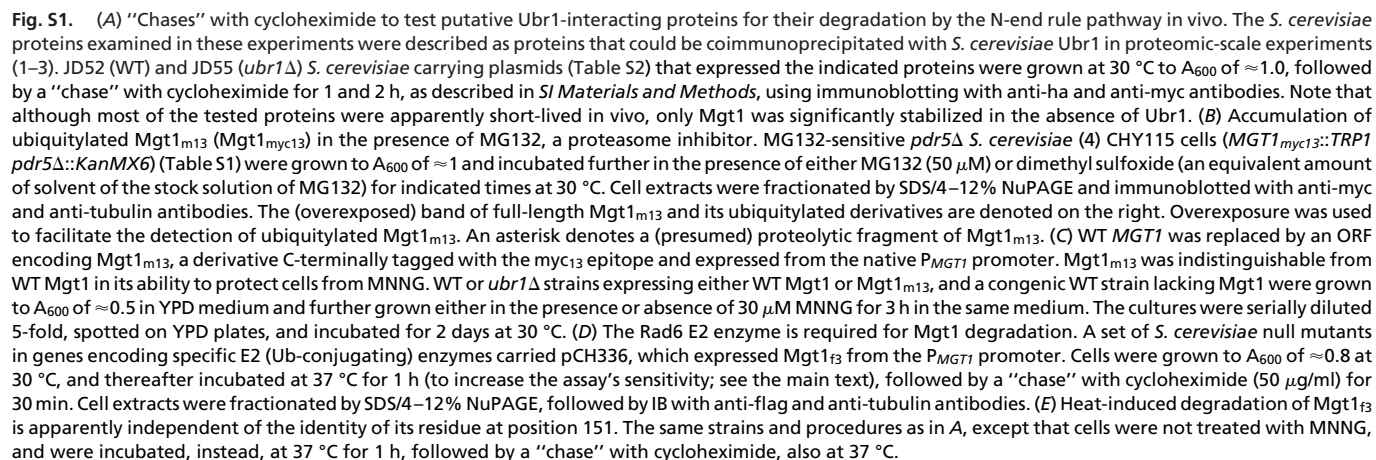 Fig. S1. (A) ''Chases'' with cycloheximide to test putative Ubr1-interacting proteins for their degradation by the N-end rule pathway in vivo. The S. cerevisiae
proteins examined in these experiments were described as proteins that could be coimmunoprecipitated with S. cerevisiae Ubr1 in proteomic-scale experiments
(1–3). JD52 (WT) and JD55 (ubr1Δ) S. cerevisiae carrying plasmids (Table S2) that expressed the indicated proteins were grown at 30 °C to A600 of ≈1.0, followed
by a ''chase'' with cycloheximide for 1 and 2 h, as described in SI Materials and Methods, using immunoblotting with anti-ha and anti-myc antibodies. Note that
although most of the tested proteins were apparently short-lived in vivo, only Mgt1 was significantly stabilized in the absence of Ubr1. (B) Accumulation of
ubiquitylated Mgt1m13 (Mgt1myc13) in the presence of MG132, a proteasome inhibitor. MG132-sensitive pdr5Δ S. cerevisiae (4) CHY115 cells (MGT1myc13::TRP1
pdr5Δ::KanMX6) (Table S1) were grown to A600 of ≈1 and incubated further in the presence of either MG132 (50 μM) or dimethyl sulfoxide (an equivalent amount
of solvent of the stock solution of MG132) for indicated times at 30 °C. Cell extracts were fractionated by SDS/4–12% NuPAGE and immunoblotted with anti-myc
and anti-tubulin antibodies. The (overexposed) band of full-length Mgt1m13 and its ubiquitylated derivatives are denoted on the right. Overexposure was used
to facilitate the detection of ubiquitylated Mgt1m13. An asterisk denotes a (presumed) proteolytic fragment of Mgt1m13. (C) WT MGT1 was replaced by an ORF
encoding Mgt1m13, a derivative C-terminally tagged with the myc13 epitope and expressed from the native PMGT1 promoter. Mgt1m13 was indistinguishable from
WT Mgt1 in its ability to protect cells from MNNG. WT or ubr1Δ strains expressing either WT Mgt1 or Mgt1m13, and a congenic WT strain lacking Mgt1 were grown
to A600 of ≈0.5 in YPD medium and further grown either in the presence or absence of 30 μM MNNG for 3 h in the same medium. The cultures were serially diluted
5-fold, spotted on YPD plates, and incubated for 2 days at 30 °C. (D) The Rad6 E2 enzyme is required for Mgt1 degradation. A set of S. cerevisiae null mutants
in genes encoding specific E2 (Ub-conjugating) enzymes carried pCH336, which expressed Mgt1f3 from the PMGT1 promoter. Cells were grown to A600 of ≈0.8 at
30 °C, and thereafter incubated at 37 °C for 1 h (to increase the assay's sensitivity; see the main text), followed by a ''chase'' with cycloheximide (50 μg/ml) for
30 min. Cell extracts were fractionated by SDS/4–12% NuPAGE, followed by IB with anti-flag and anti-tubulin antibodies. (E) Heat-induced degradation of Mgt1f3
is apparently independent of the identity of its residue at position 151. The same strains and procedures as in A, except that cells were not treated with MNNG,
and were incubated, instead, at 37 °C for 1 h, followed by a ''chase'' with cycloheximide, also at 37 °C.